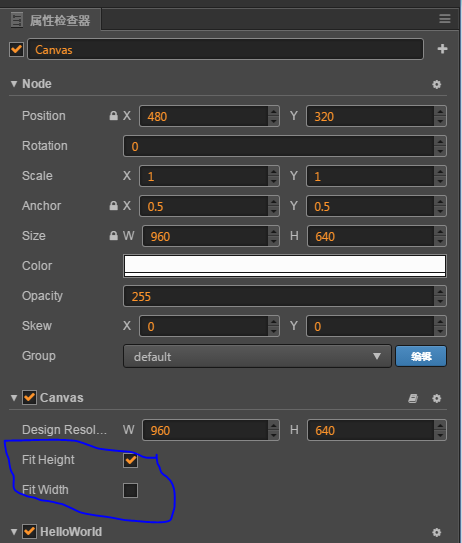 属性检查器
Canvas
Node
Position X 480 Y 320
Rotation 0
Scale X 1 Y 1
Anchor X 0.5 Y 0.5
Size W 960 H 640
Color
Opacity 255
Skew X 0 Y 0
Group default 编辑
Canvas
Design Resol... W 960 H 640
Fit Height
Fit Width
HelloWorld